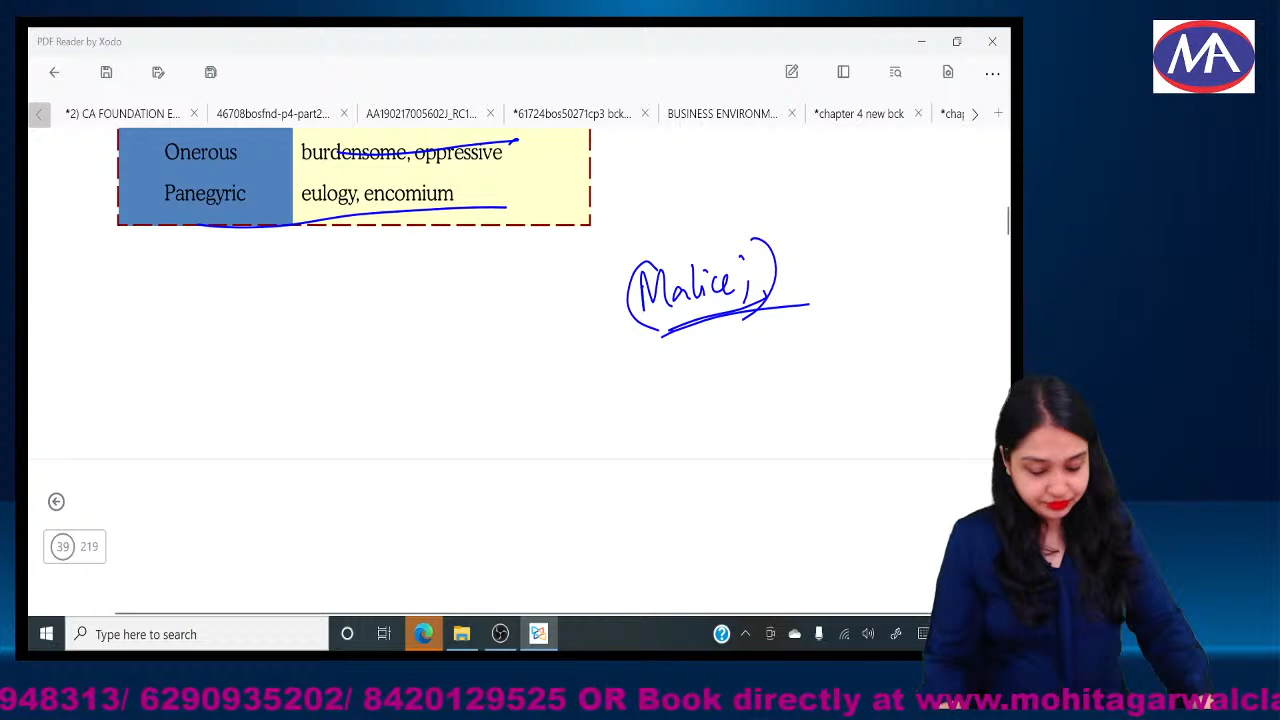 MA
PDF Reader by Xodo
*2) CA FOUNDATION E... 46708bosfnd-p4-part2... AA190217005602J_RC1... *61724bos50271cp3 bck... BUSINESS ENVIRONM... *chapter 4 new bck *chap
Onerous burdensome, oppressive
Panegyric eulogy, encomium
(Malice;)
39 219
Type here to search
948313/ 6290935202/ 8420129525 OR Book directly at www.mohitagarwalcla